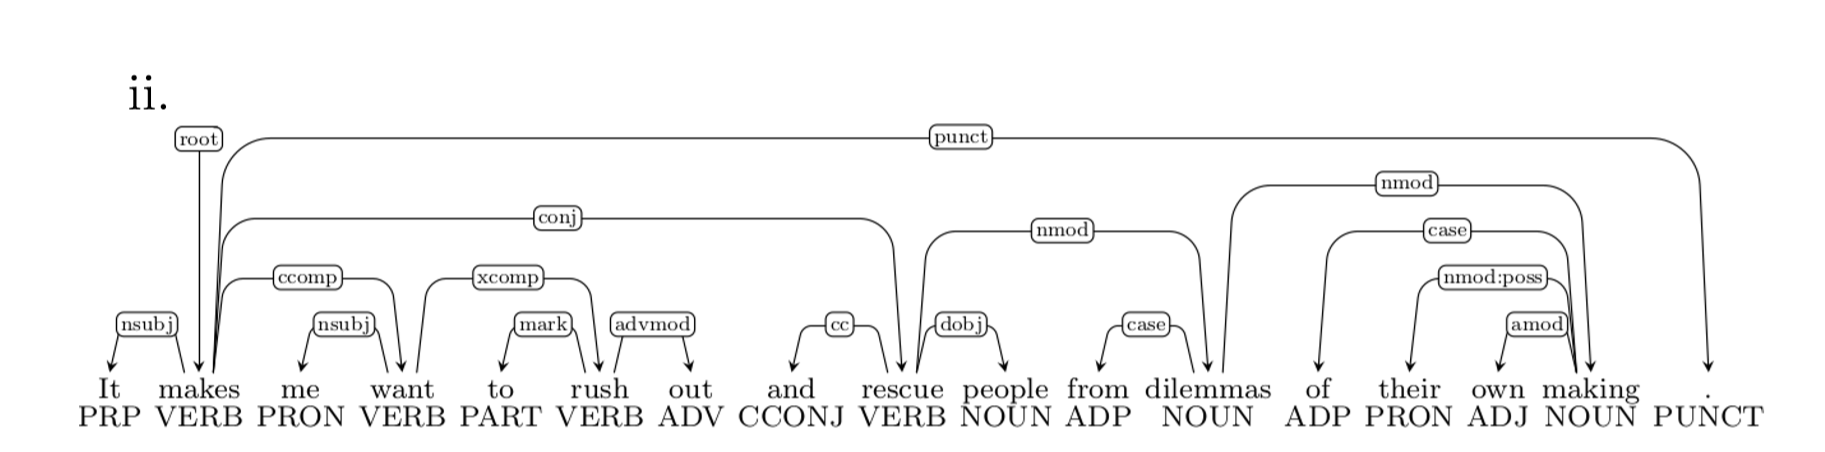 ii.
root punct
nmod
conj nmod case
ccomp xcomp nmod:poss
nsubj nsubj mark advmod cc dobj case amod
It makes me want to rush out and rescue people from dilemmas of their own making .
PRP VERB PRON VERB PART VERB ADV CCONJ VERB NOUN ADP NOUN ADP PRON ADJ NOUN PUNCT